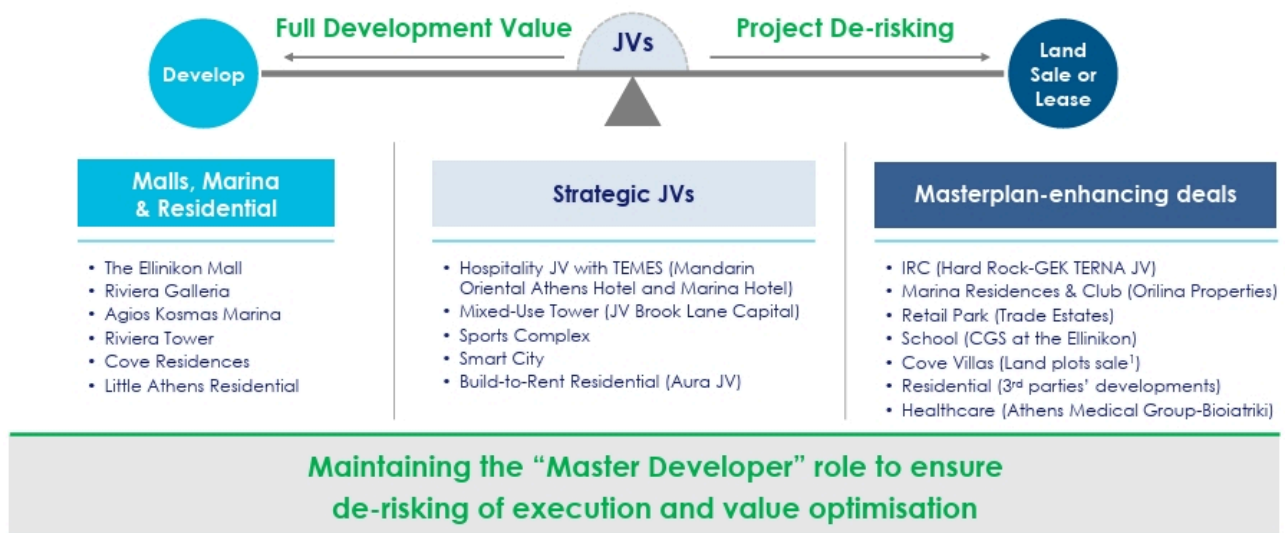 Full Development Value
JVs
Project De-risking
Develop
Land
Sale or
Lease
Malls, Marina
& Residential
• The Ellinikon Mall
• Riviera Galleria
• Agios Kosmas Marina
• Riviera Tower
• Cove Residences
• Little Athens Residential
Strategic JVs
• Hospitality JV with TEMES (Mandarin
Oriental Athens Hotel and Marina Hotel)
• Mixed-Use Tower (JV Brook Lane Capital)
• Sports Complex
• Smart City
• Build-to-Rent Residential (Aura JV)
Masterplan-enhancing deals
• IRC (Hard Rock-GEK TERNA JV)
• Marina Residences & Club (Orilina Properties)
• Retail Park (Trade Estates)
• School (CGS at the Ellinikon)
• Cove Villas (Land plots sale¹)
• Residential (3ʳᵈ parties' developments)
• Healthcare (Athens Medical Group-Bioiatriki)
Maintaining the “Master Developer” role to ensure
de-risking of execution and value optimisation